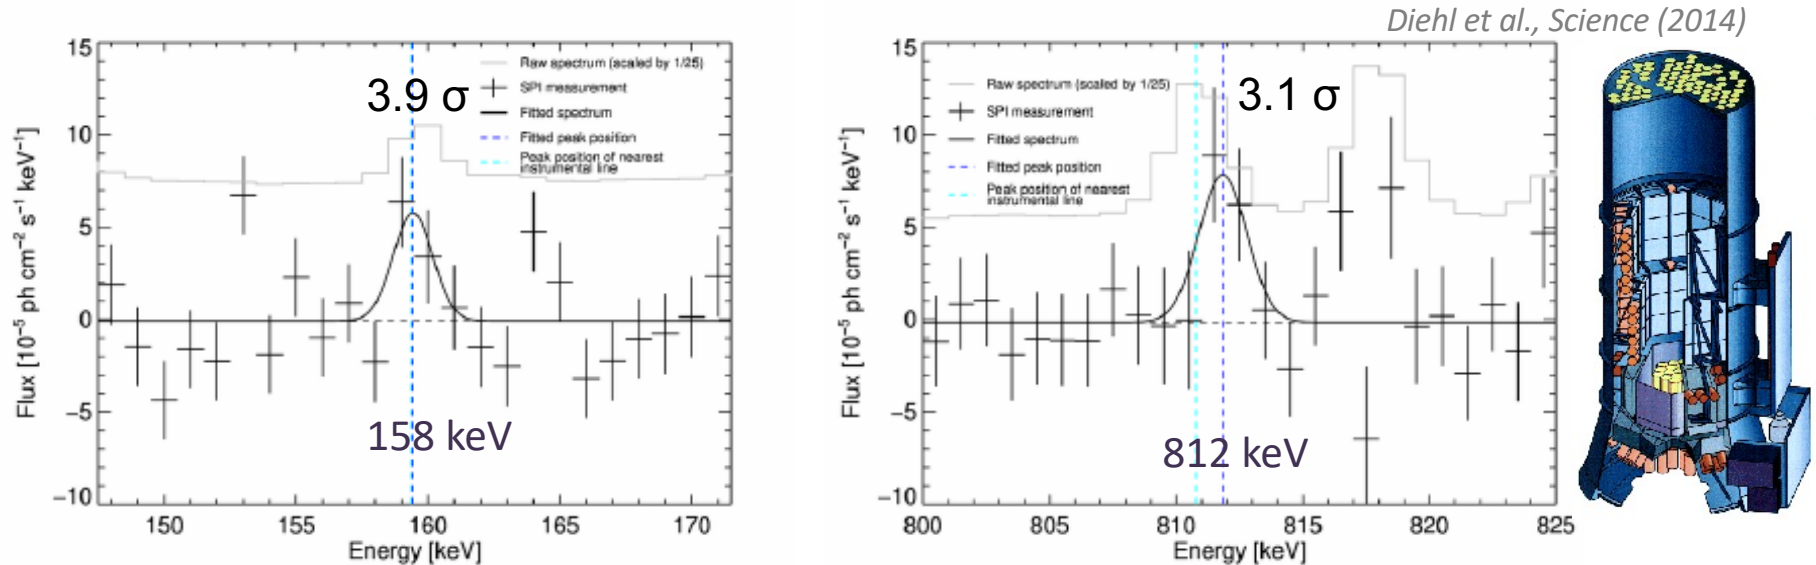 Diehl et al., Science (2014)
15
10
5
0
−5
−10
Flux [10⁻⁵ ph cm⁻² s⁻¹ keV⁻¹]
3.9 σ
Raw spectrum (scaled by 1/25)
SPI measurement
Fitted spectrum
Fitted peak position
Peak position of nearest
instrumental line
158 keV
150 155 160 165 170
Energy [keV]
15
10
5
0
−5
−10
Flux [10⁻⁵ ph cm⁻² s⁻¹ keV⁻¹]
Raw spectrum (scaled by 1/25)
SPI measurement
Fitted spectrum
Fitted peak position
Peak position of nearest
instrumental line
3.1 σ
812 keV
800 805 810 815 820 825
Energy [keV]